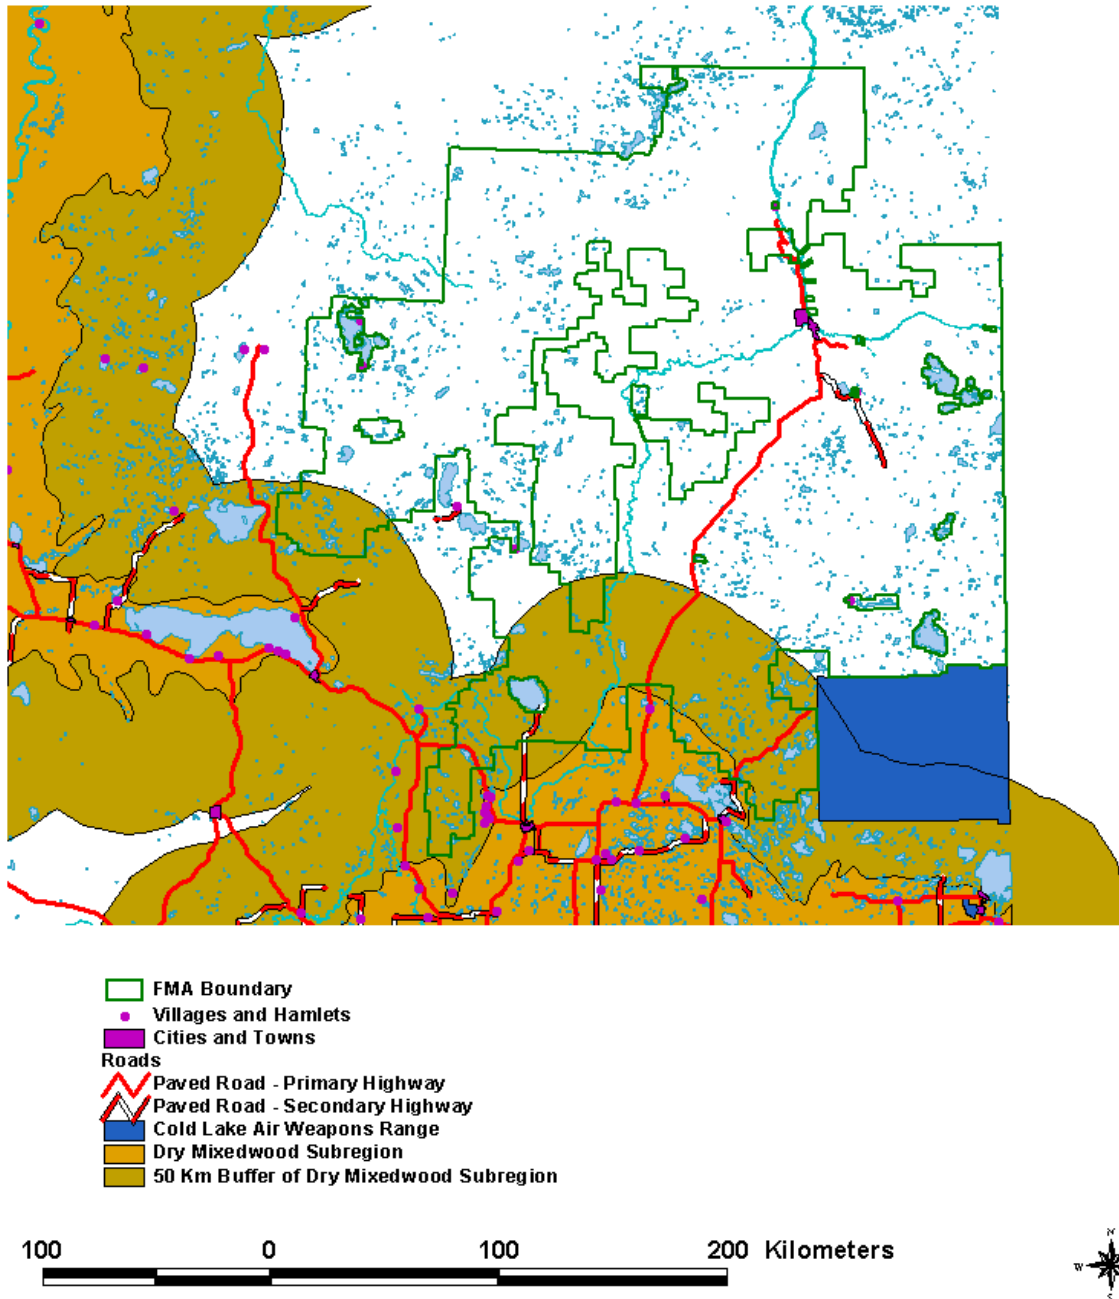 FMA Boundary
Villages and Hamlets
Cities and Towns
Roads
Paved Road - Primary Highway
Paved Road - Secondary Highway
Cold Lake Air Weapons Range
Dry Mixedwood Subregion
50 Km Buffer of Dry Mixedwood Subregion
100 0 100 200 Kilometers
N
W
S